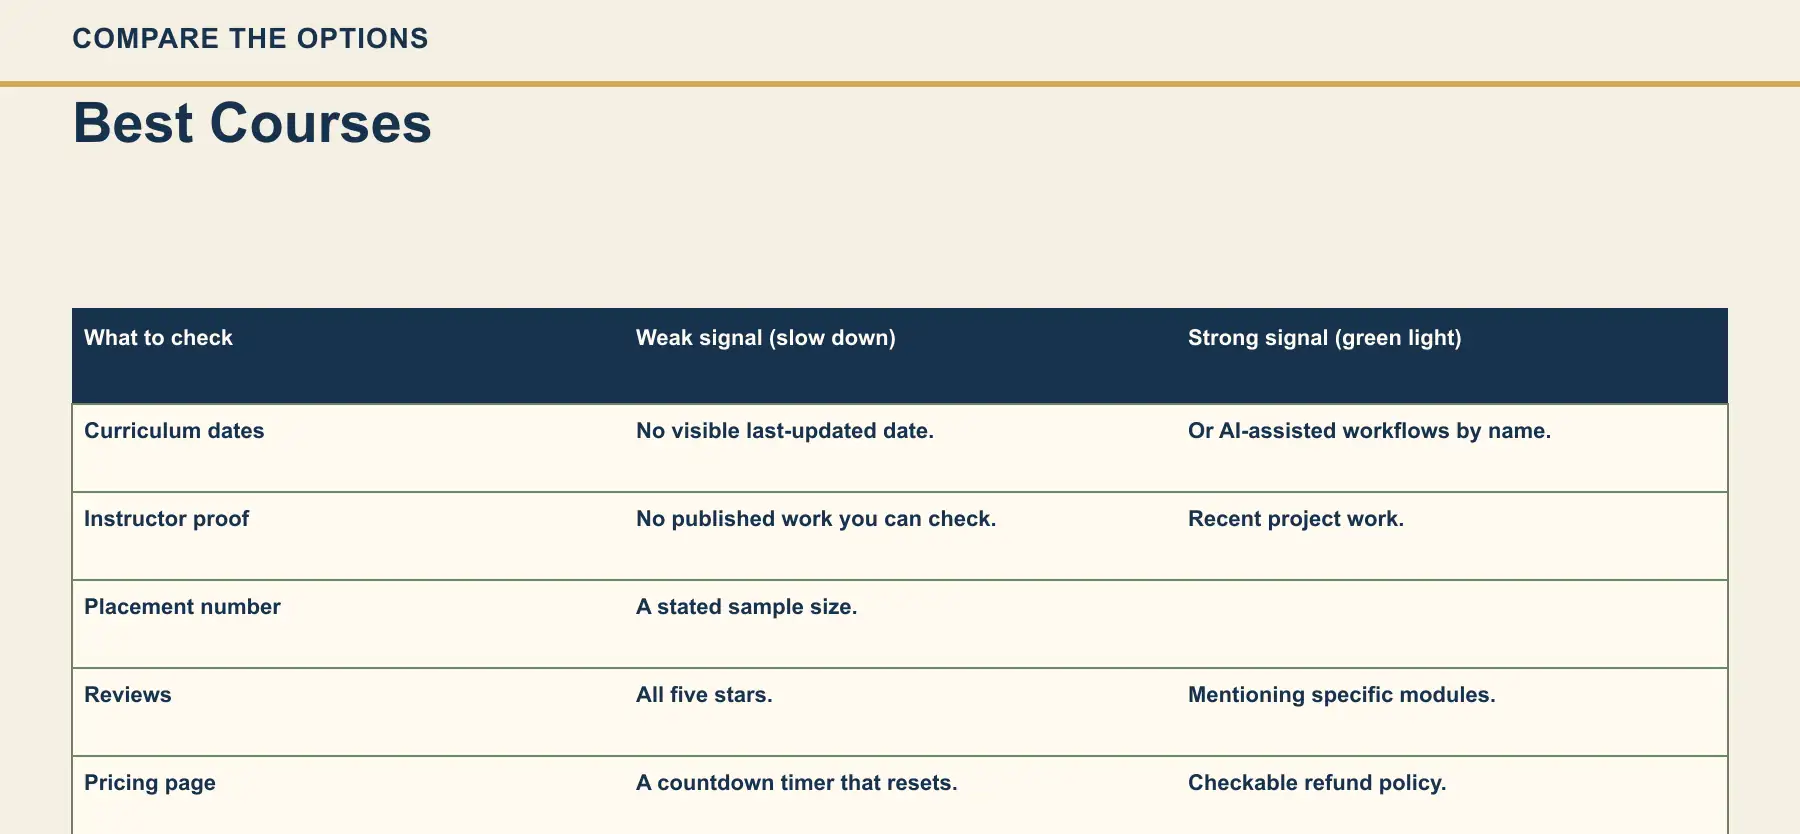 COMPARE THE OPTIONS
Best Courses
What to check Weak signal (slow down) Strong signal (green light)
Curriculum dates No visible last-updated date. Or AI-assisted workflows by name.
Instructor proof No published work you can check. Recent project work.
Placement number A stated sample size.
Reviews All five stars. Mentioning specific modules.
Pricing page A countdown timer that resets. Checkable refund policy.